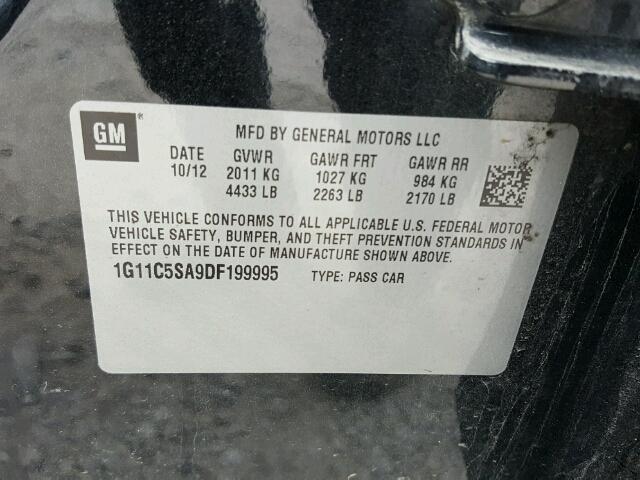 GM®
MFD BY GENERAL MOTORS LLC
DATE GVWR GAWR FRT GAWR RR
10/12 2011 KG 1027 KG 984 KG
4433 LB 2263 LB 2170 LB
THIS VEHICLE CONFORMS TO ALL APPLICABLE U.S. FEDERAL MOTOR
VEHICLE SAFETY, BUMPER, AND THEFT PREVENTION STANDARDS IN
EFFECT ON THE DATE OF MANUFACTURE SHOWN ABOVE.
1G11C5SA9DF199995 TYPE: PASS CAR